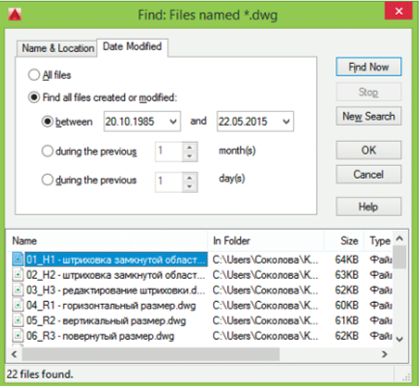 Find: Files named *.dwg
Name & Location
Date Modified
All files
Find all files created or modified:
between 20.10.1985 and 22.05.2015
during the previous 1 month(s)
during the previous 1 day(s)
Find Now
Stop
New Search
OK
Cancel
Help
Name In Folder Size Type
01_H1 - штриховка замкнутой област... C:\Users\Соколова\К... 64KB Файл
02_H2 - штриховка замкнутой област... C:\Users\Соколова\К... 63KB Файл
03_H3 - редактирование штриховки.d... C:\Users\Соколова\К... 62KB Файл
04_R1 - горизонтальный размер.dwg C:\Users\Соколова\К... 60KB Файл
05_R2 - вертикальный размер.dwg C:\Users\Соколова\К... 61KB Файл
06_R3 - повернутый размер.dwg C:\Users\Соколова\К... 62KB Файл
22 files found.